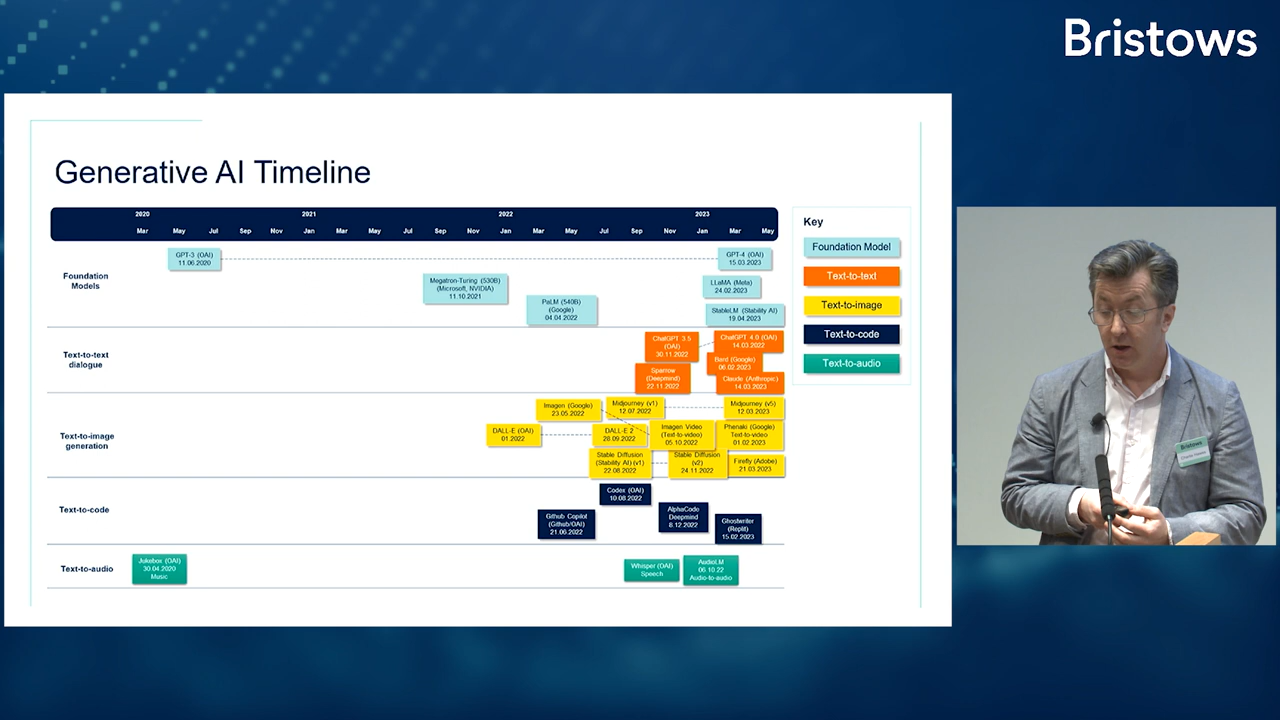 Bristows
Generative AI Timeline
2020
2021
2022
2023
Mar
May
Jul
Sep
Nov
Jan
Mar
May
Jul
Sep
Nov
Jan
Mar
May
Jul
Sep
Nov
Jan
Mar
May
Key
Foundation Model
Text-to-text
Text-to-image
Text-to-code
Text-to-audio
Foundation
Models
GPT-3 (OAI)
11.06.2020
Megatron-Turing (530B)
(Microsoft, NVIDIA)
11.10.2021
PaLM (540B)
(Google)
04.04.2022
GPT-4 (OAI)
15.03.2023
LLaMA (Meta)
24.02.2023
StableLM (Stability AI)
19.04.2023
Text-to-text
dialogue
ChatGPT 3.5
(OAI)
30.11.2022
ChatGPT 4.0 (OAI)
14.03.2022
Bard (Google)
06.02.2023
Sparrow
(Deepmind)
22.11.2022
Claude (Anthropic)
14.03.2023
Text-to-image
generation
Imagen (Google)
23.05.2022
Midjourney (v1)
12.07.2022
Midjourney (v5)
12.03.2023
DALL-E (OAI)
01.2022
DALL-E 2
28.09.2022
Imagen Video
(Text-to-video)
05.10.2022
Phenaki (Google)
Text-to-video
01.02.2023
Stable Diffusion
(Stability AI) (v1)
22.08.2022
Stable Diffusion
(v2)
24.11.2022
Firefly (Adobe)
21.03.2023
Text-to-code
Codex (OAI)
10.08.2022
Github Copilot
(Github/OAI)
21.06.2022
AlphaCode
Deepmind
8.12.2022
Ghostwriter
(Replit)
15.02.2023
Text-to-audio
Jukebox (OAI)
30.04.2020
Music
Whisper (OAI)
Speech
AudioLM
06.10.22
Audio-to-audio
Bristows